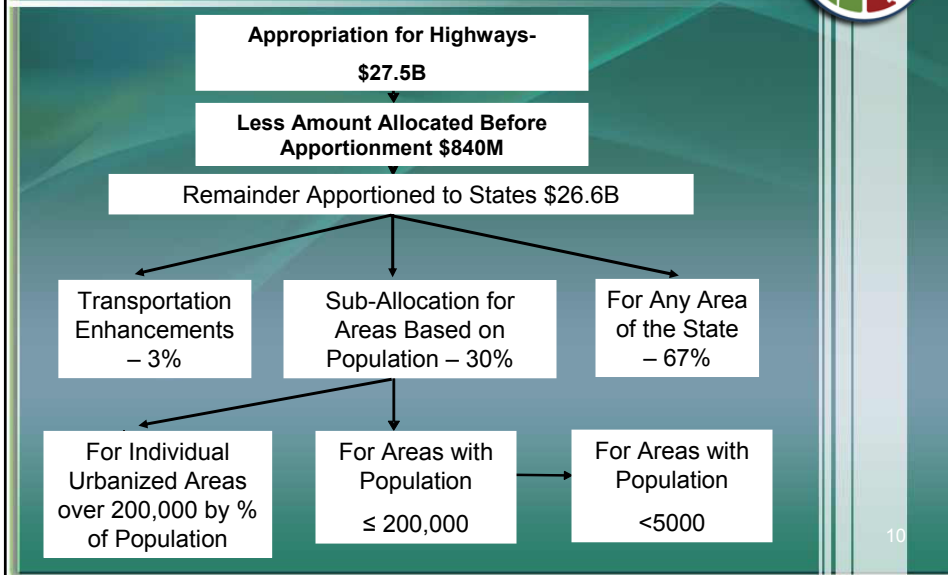 Appropriation for Highways-
$27.5B
Less Amount Allocated Before
Apportionment $840M
Remainder Apportioned to States $26.6B
Transportation
Enhancements
– 3%
Sub-Allocation for
Areas Based on
Population – 30%
For Any Area
of the State
– 67%
For Individual
Urbanized Areas
over 200,000 by %
of Population
For Areas with
Population
≤ 200,000
For Areas with
Population
<5000
10